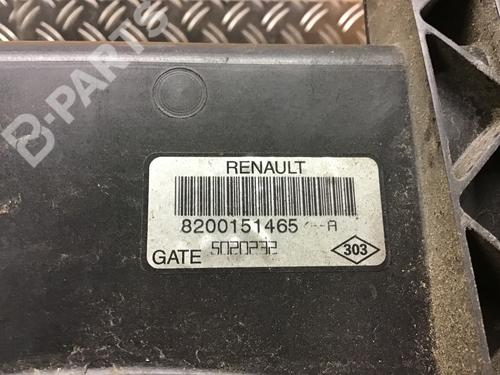 B-PARTS
RENAULT
8200151465 --A
GATE 5020232 303